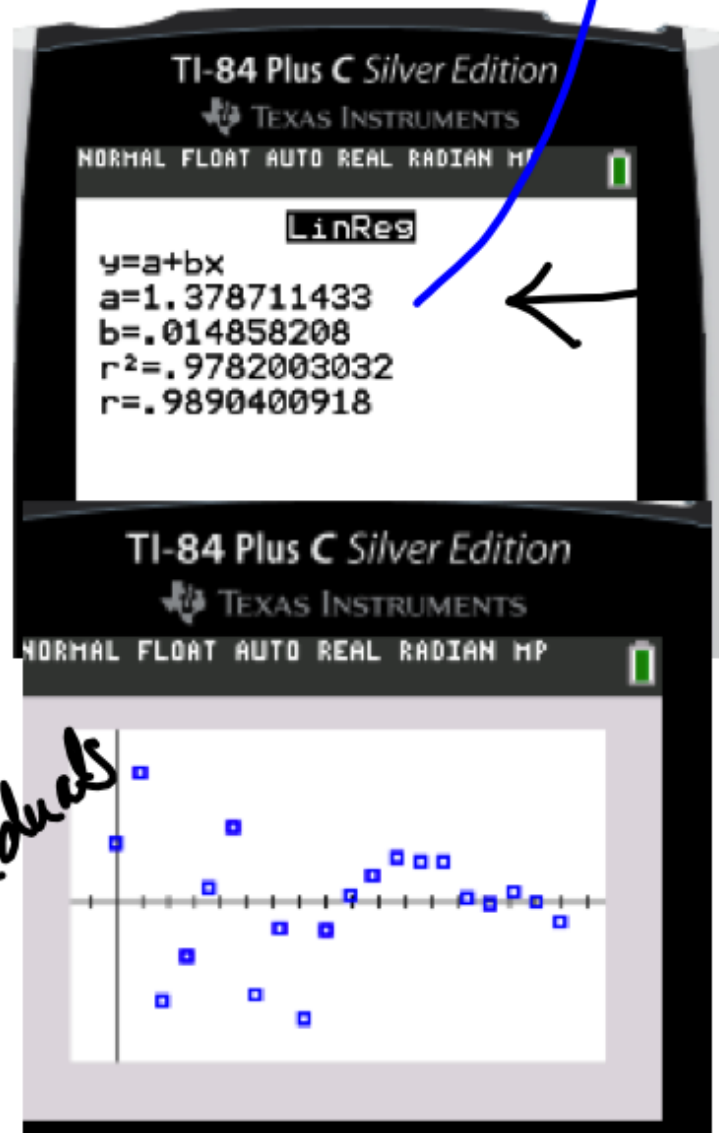 TI-84 Plus C Silver Edition
TEXAS INSTRUMENTS
NORMAL FLOAT AUTO REAL RADIAN MP
LinReg
y=a+bx
a=1.378711433
b=.014858208
r²=.9782003032
r=.9890400918
TI-84 Plus C Silver Edition
TEXAS INSTRUMENTS
NORMAL FLOAT AUTO REAL RADIAN MP